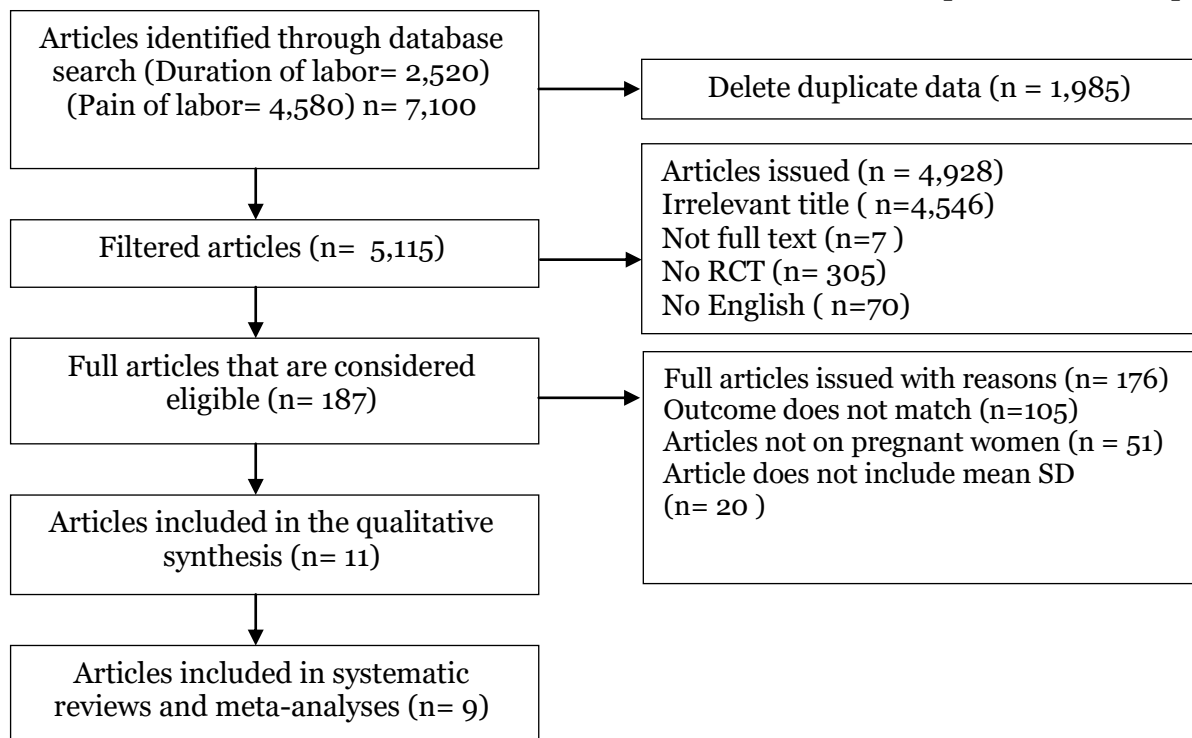 Articles identified through database
search (Duration of labor= 2,520)
(Pain of labor= 4,580) n= 7,100
Delete duplicate data (n = 1,985)
Filtered articles (n= 5,115)
Articles issued (n = 4,928)
Irrelevant title ( n=4,546)
Not full text (n=7 )
No RCT (n= 305)
No English ( n=70)
Full articles that are considered
eligible (n= 187)
Full articles issued with reasons (n= 176)
Outcome does not match (n=105)
Articles not on pregnant women (n = 51)
Article does not include mean SD
(n= 20 )
Articles included in the qualitative
synthesis (n= 11)
Articles included in systematic
reviews and meta-analyses (n= 9)